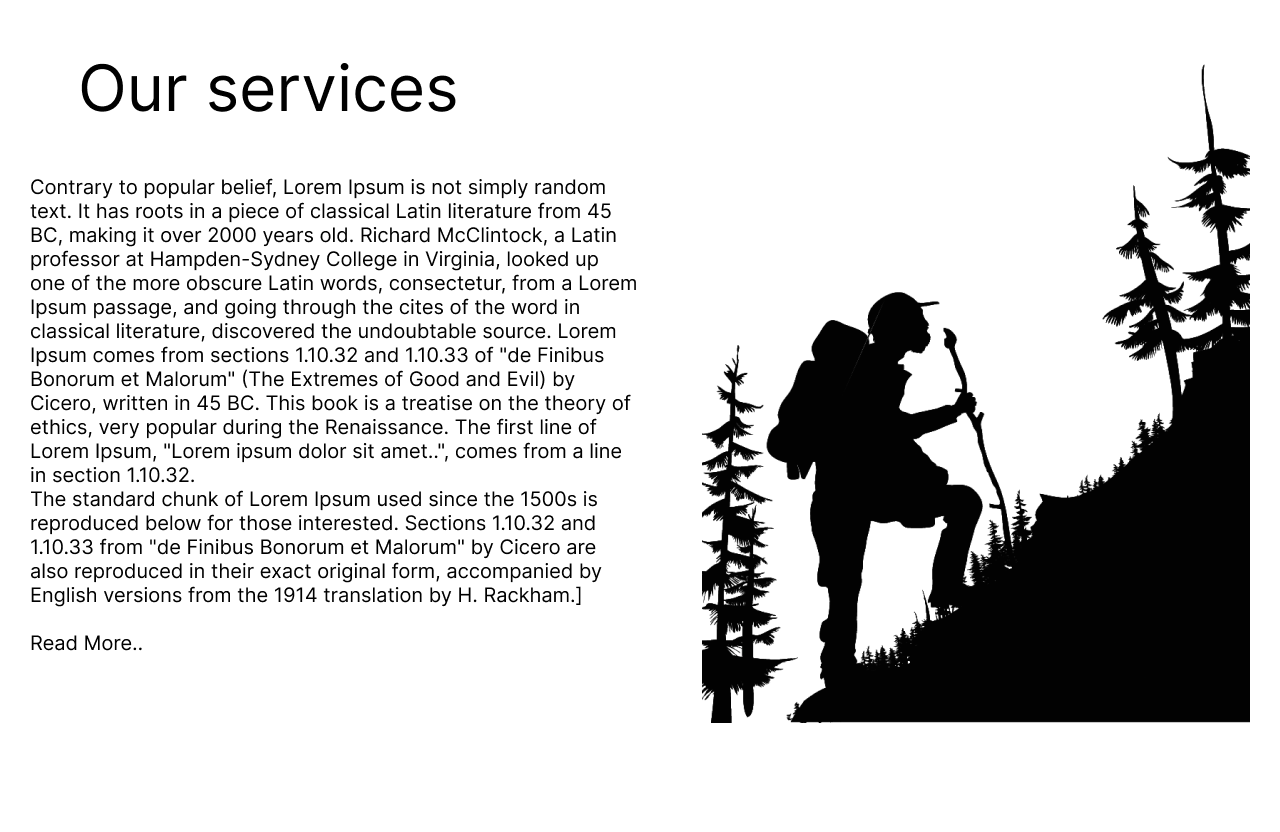 Our services
Contrary to popular belief, Lorem Ipsum is not simply random
text. It has roots in a piece of classical Latin literature from 45
BC, making it over 2000 years old. Richard McClintock, a Latin
professor at Hampden-Sydney College in Virginia, looked up
one of the more obscure Latin words, consectetur, from a Lorem
Ipsum passage, and going through the cites of the word in
classical literature, discovered the undoubtable source. Lorem
Ipsum comes from sections 1.10.32 and 1.10.33 of "de Finibus
Bonorum et Malorum" (The Extremes of Good and Evil) by
Cicero, written in 45 BC. This book is a treatise on the theory of
ethics, very popular during the Renaissance. The first line of
Lorem Ipsum, "Lorem ipsum dolor sit amet..", comes from a line
in section 1.10.32.
The standard chunk of Lorem Ipsum used since the 1500s is
reproduced below for those interested. Sections 1.10.32 and
1.10.33 from "de Finibus Bonorum et Malorum" by Cicero are
also reproduced in their exact original form, accompanied by
English versions from the 1914 translation by H. Rackham.]
Read More..